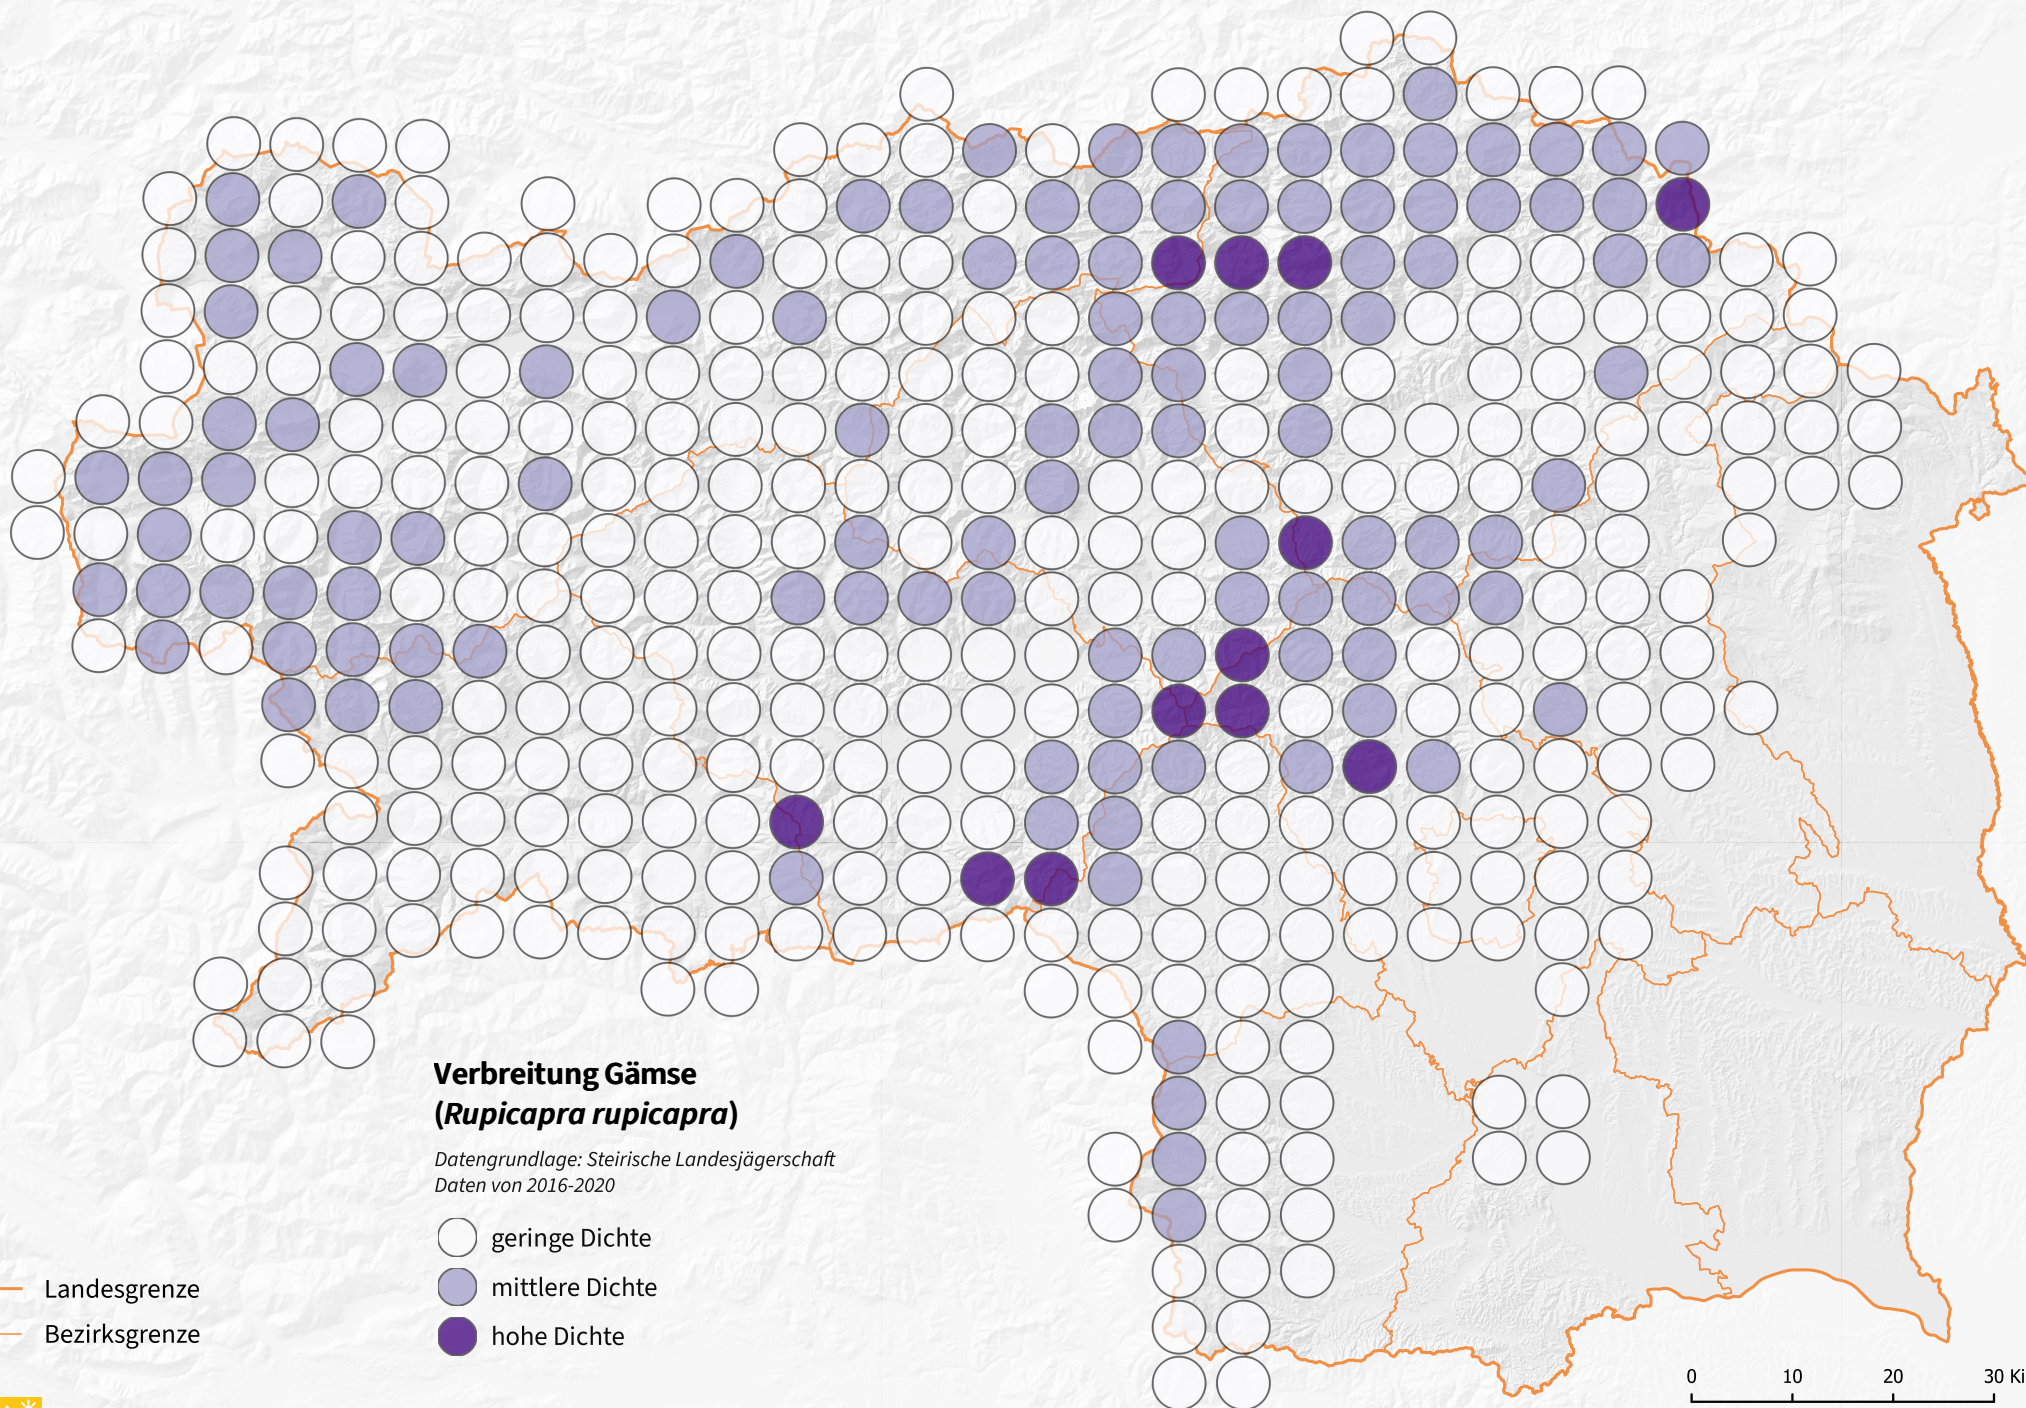 Verbreitung Gämse
(Rupicapra rupicapra)
Datengrundlage: Steirische Landesjägerschaft
Daten von 2016-2020
geringe Dichte
mittlere Dichte
hohe Dichte
Landesgrenze
Bezirksgrenze
0 10 20 30 Ki